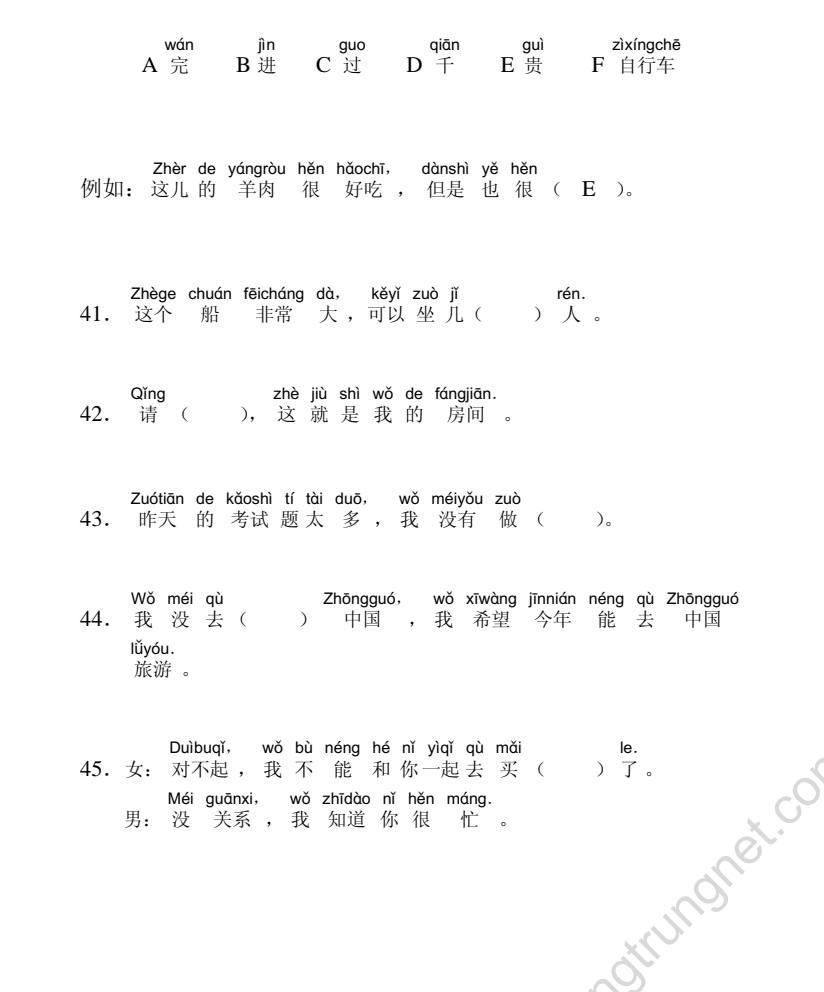 wán jìn guo qiān guì zìxíngchē
A 完 B 进 C 过 D 千 E 贵 F 自行车
Zhèr de yángròu hěn hǎochī, dànshì yě hěn
例如：这儿 的 羊肉 很 好吃 ， 但是 也 很 （ E ）。
Zhège chuán fēicháng dà, kěyǐ zuò jǐ rén.
41. 这个 船 非常 大 ，可以 坐 几（ ） 人 。
Qǐng zhè jiù shì wǒ de fángjiān.
42. 请 （ ）， 这 就 是 我 的 房间 。
Zuótiān de kǎoshì tí tài duō, wǒ méiyǒu zuò
43. 昨天 的 考试 题 太 多 ， 我 没有 做 （ ）。
Wǒ méi qù Zhōngguó, wǒ xīwàng jīnnián néng qù Zhōngguó
44. 我 没 去（ ） 中国 ， 我 希望 今年 能 去 中国
lǚyóu.
旅游 。
Duìbuqǐ, wǒ bù néng hé nǐ yìqǐ qù mǎi le.
45. 女： 对不起 ， 我 不 能 和 你 一起 去 买 （ ） 了 。
Méi guānxi, wǒ zhīdào nǐ hěn máng.
男： 没 关系 ， 我 知道 你 很 忙 。